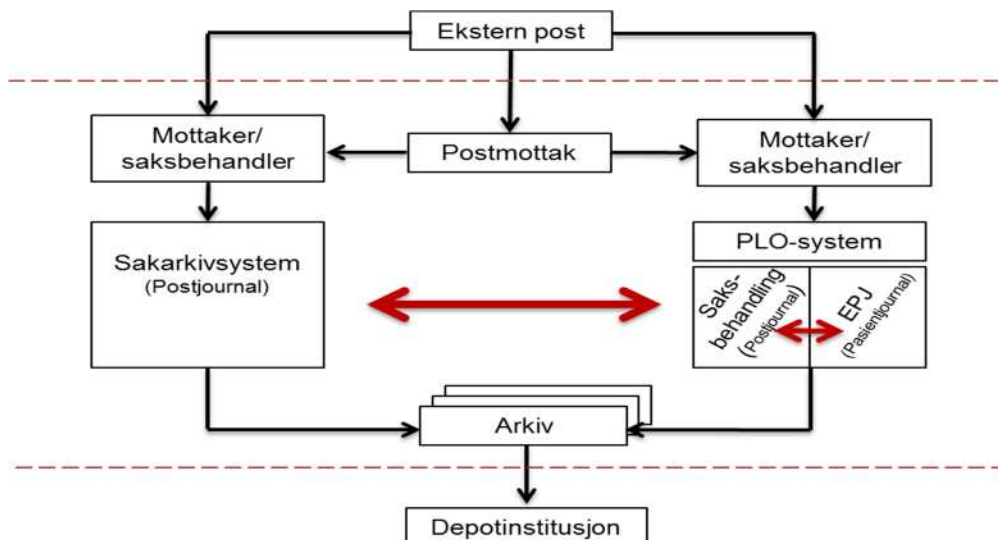 Ekstern post
Mottaker/
saksbehandler
Postmottak
Mottaker/
saksbehandler
Sakarkivsystem
(Postjournal)
PLO-system
Saks-
behandling
(Postjournal)
EPJ
(Pasientjournal)
Arkiv
Depotinstitusjon